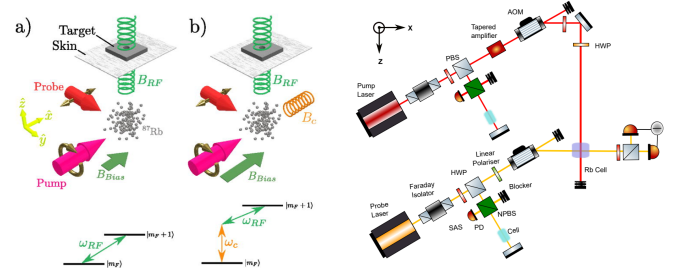 a)
Target
Skin
B_RF
Probe
ẑ
x̂
ŷ
⁸⁷Rb
Pump
B_Bias
ω_RF
|m_F+1⟩
|m_F⟩
b)
B_RF
B_c
B_Bias
ω_RF
|m_F+1⟩
ω_c
|m_F⟩
x
z
AOM
Tapered
amplifier
HWP
PBS
Pump
Laser
Linear
Polariser
HWP
Faraday
Isolator
Rb Cell
Blocker
Probe
Laser
NPBS
SAS
PD
Cell